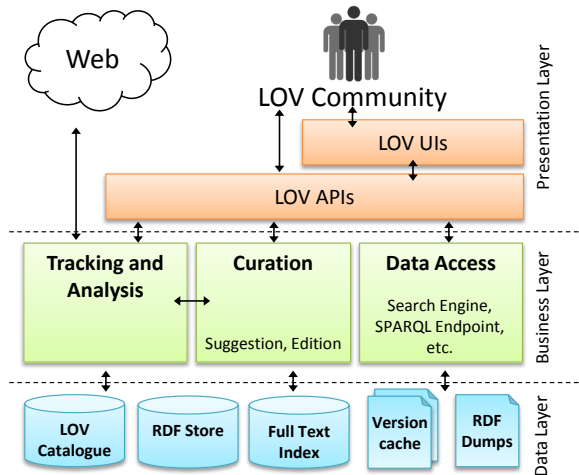 Web
LOV Community
LOV UIs
LOV APIs
Presentation Layer
Tracking and
Analysis
Curation
Suggestion, Edition
Data Access
Search Engine,
SPARQL Endpoint,
etc.
Business Layer
LOV
Catalogue
RDF Store
Full Text
Index
Version
cache
RDF
Dumps
Data Layer